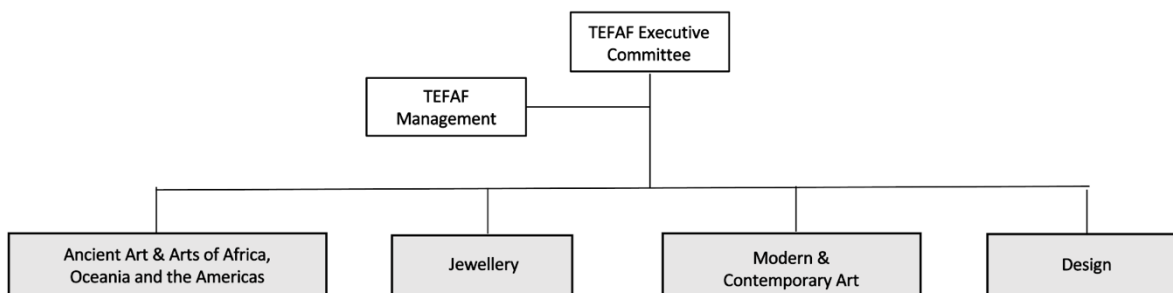 TEFAF Executive
Committee
TEFAF
Management
Ancient Art & Arts of Africa,
Oceania and the Americas
Jewellery
Modern &
Contemporary Art
Design